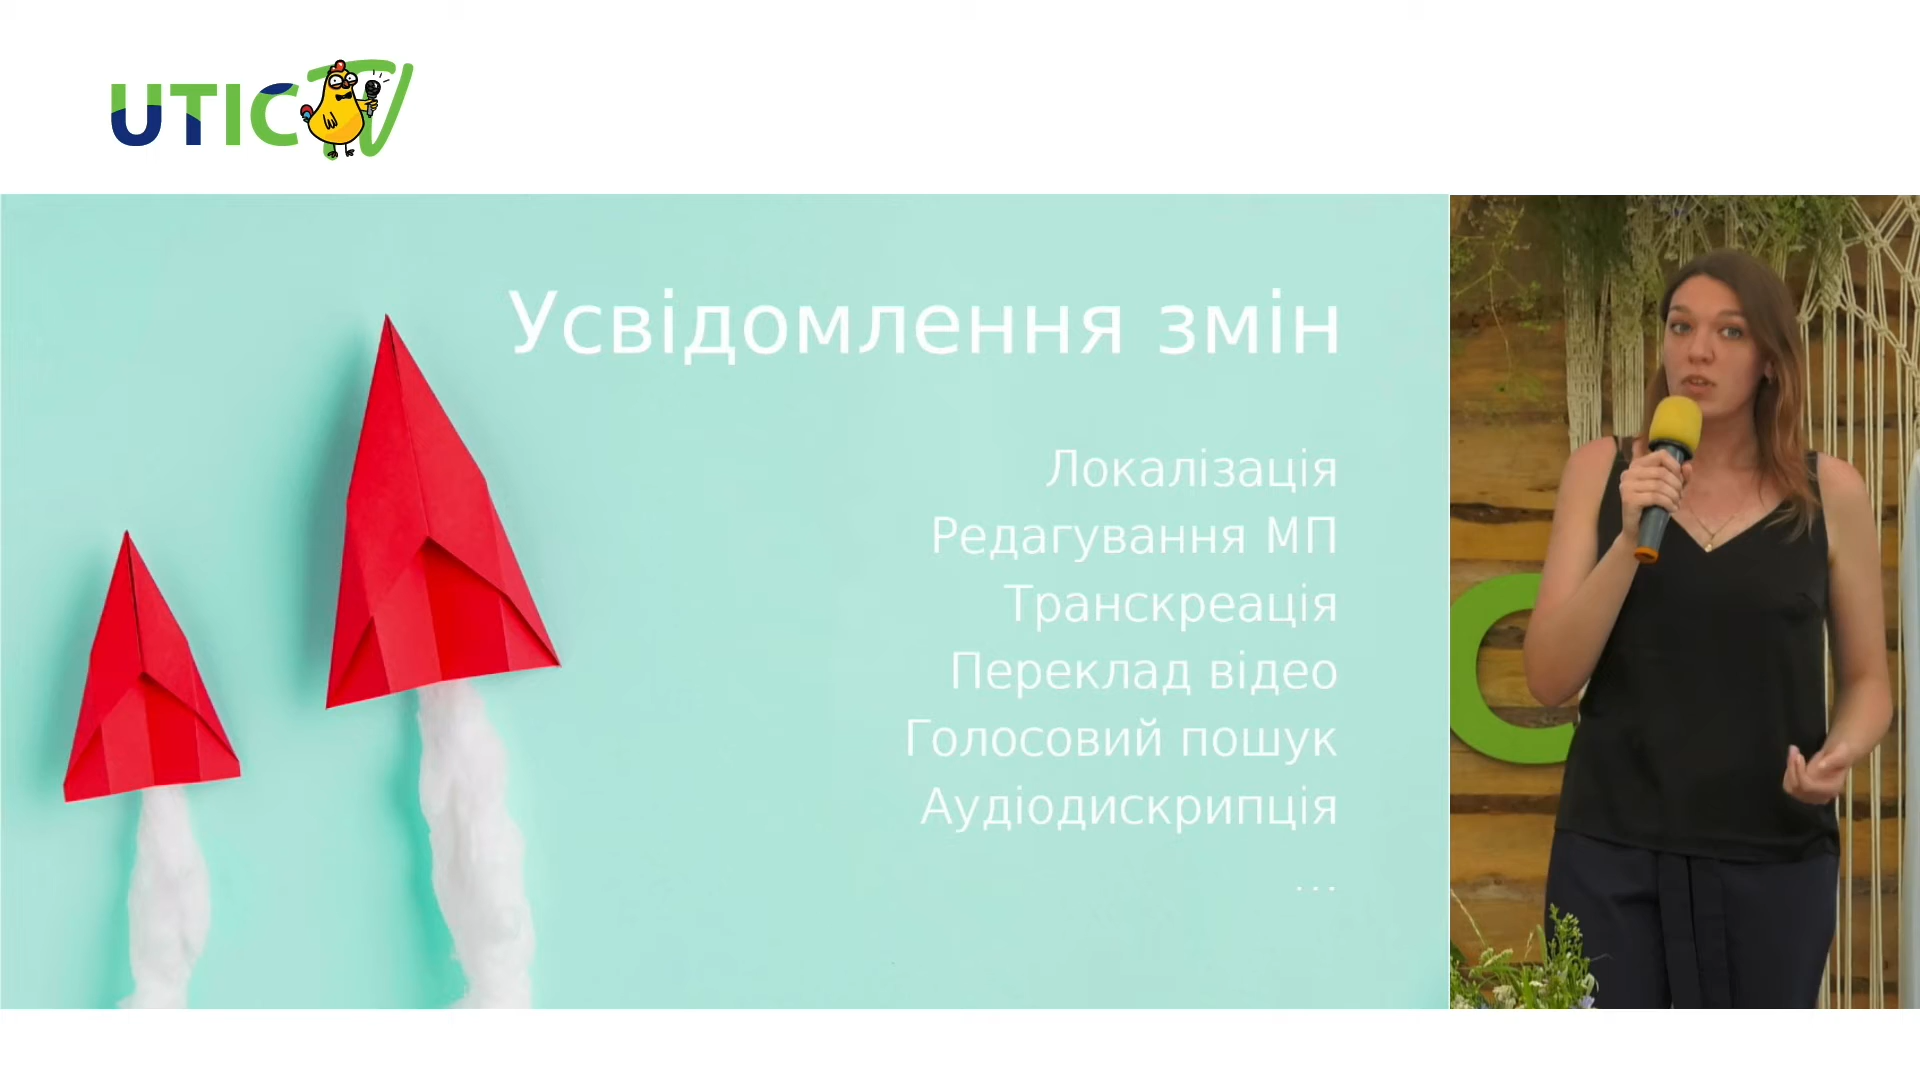 UTIC TV
Усвідомлення змін
Локалізація
Редагування МП
Транскреація
Переклад відео
Голосовий пошук
Аудіодискрипція
...
C